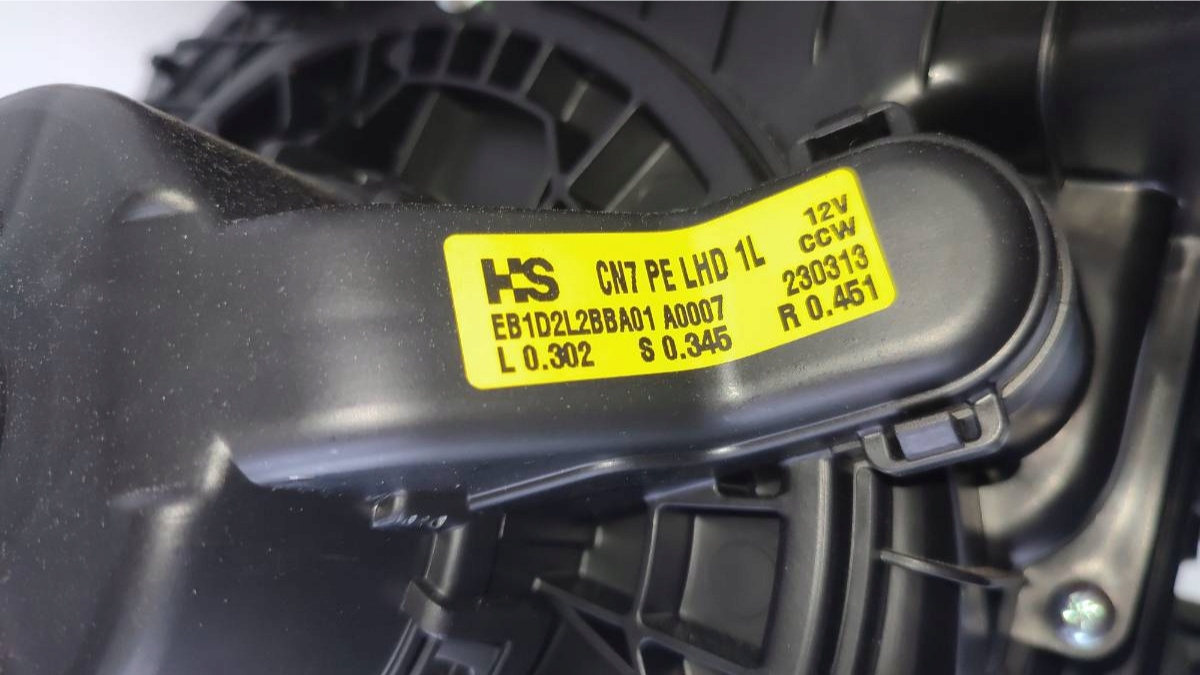 HS CN7 PE LHD 1L 12V
CCW
EB1D2L2BBA01 A0007 230313
L 0.302 S 0.345 R 0.451